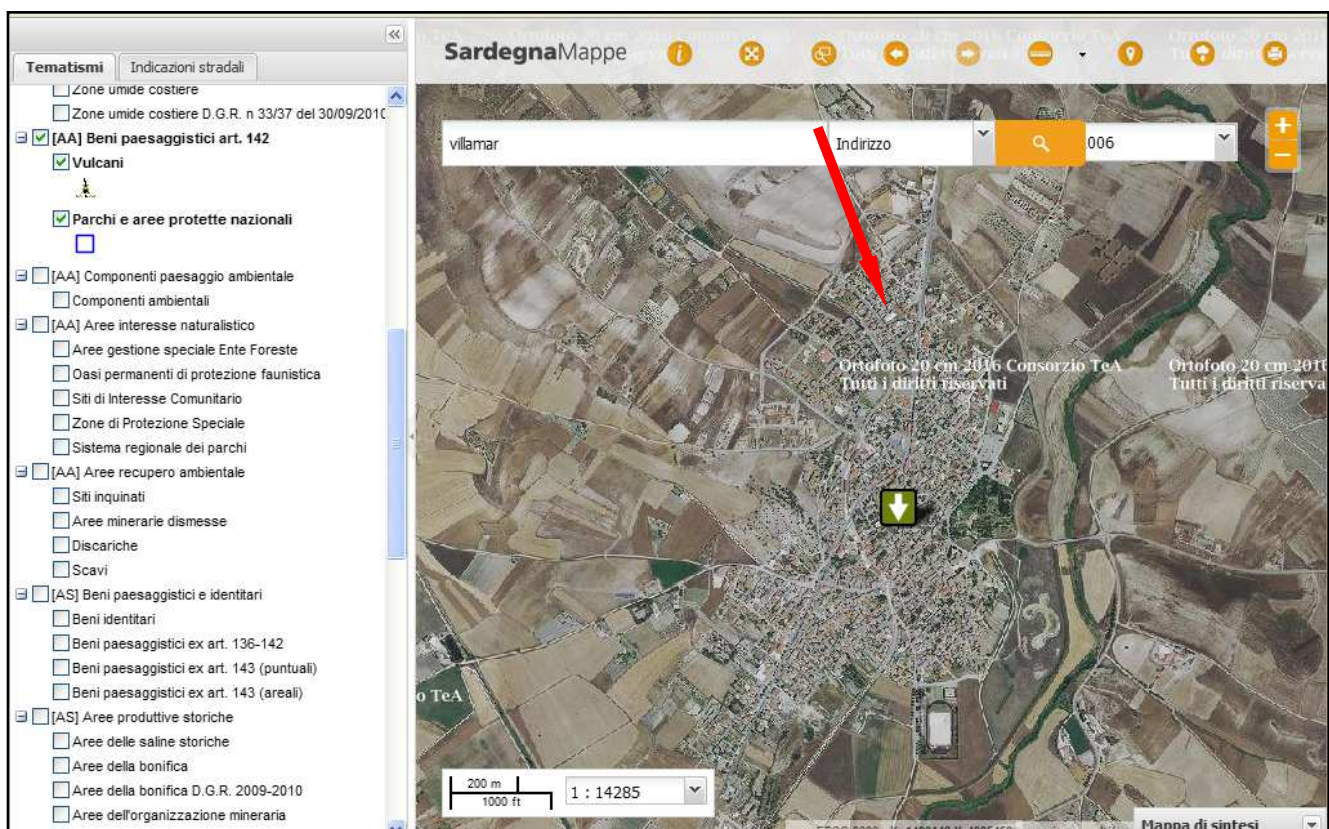 Tematismi
Indicazioni stradali
Zone umide costiere
Zone umide costiere D.G.R. n 33/37 del 30/09/2010
[AA] Beni paesaggistici art. 142
Vulcani
Parchi e aree protette nazionali
[AA] Componenti paesaggio ambientale
Componenti ambientali
[AA] Aree interesse naturalistico
Aree gestione speciale Ente Foreste
Oasi permanenti di protezione faunistica
Siti di Interesse Comunitario
Zone di Protezione Speciale
Sistema regionale dei parchi
[AA] Aree recupero ambientale
Siti inquinati
Aree minerarie dismesse
Discariche
Scavi
[AS] Beni paesaggistici e identitari
Beni identitari
Beni paesaggistici ex art. 136-142
Beni paesaggistici ex art. 143 (puntuali)
Beni paesaggistici ex art. 143 (areali)
[AS] Aree produttive storiche
Aree delle saline storiche
Aree della bonifica
Aree della bonifica D.G.R. 2009-2010
Aree dell'organizzazione mineraria
SardegnaMappe
villamar
Indirizzo
006
+
−
Ortofoto 20 cm 2016 Consorzio TeA
Tutti i diritti riservati
Ortofoto 20 cm 2016
Tutti i diritti riserva
o TeA
200 m
1000 ft
1 : 14285
Mappa di sintesi